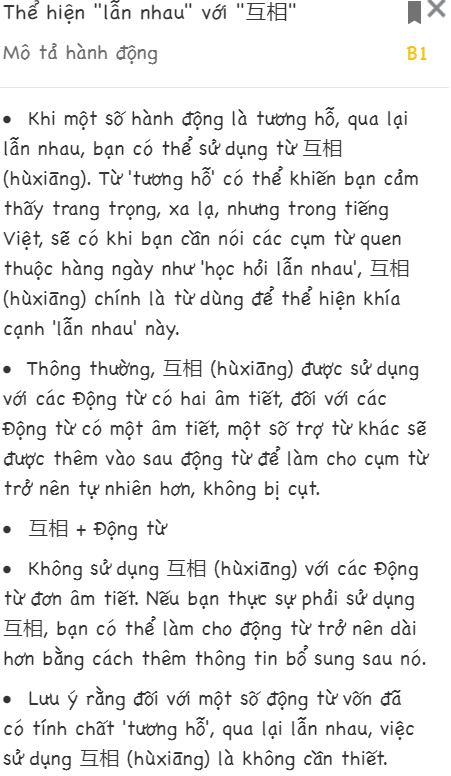 Thể hiện "lẫn nhau" với "互相"
Mô tả hành động B1
• Khi một số hành động là tương hỗ, qua lại
lẫn nhau, bạn có thể sử dụng từ 互相
(hùxiāng). Từ 'tương hỗ' có thể khiến bạn cảm
thấy trang trọng, xa lạ, nhưng trong tiếng
Việt, sẽ có khi bạn cần nói các cụm từ quen
thuộc hàng ngày như 'học hỏi lẫn nhau', 互相
(hùxiāng) chính là từ dùng để thể hiện khía
cạnh 'lẫn nhau' này.
• Thông thường, 互相 (hùxiāng) được sử dụng
với các Động từ có hai âm tiết, đối với các
Động từ có một âm tiết, một số trợ từ khác sẽ
được thêm vào sau động từ để làm cho cụm từ
trở nên tự nhiên hơn, không bị cụt.
• 互相 + Động từ
• Không sử dụng 互相 (hùxiāng) với các Động
từ đơn âm tiết. Nếu bạn thực sự phải sử dụng
互相, bạn có thể làm cho động từ trở nên dài
hơn bằng cách thêm thông tin bổ sung sau nó.
• Lưu ý rằng đối với một số động từ vốn đã
có tính chất 'tương hỗ', qua lại lẫn nhau, việc
sử dụng 互相 (hùxiāng) là không cần thiết.